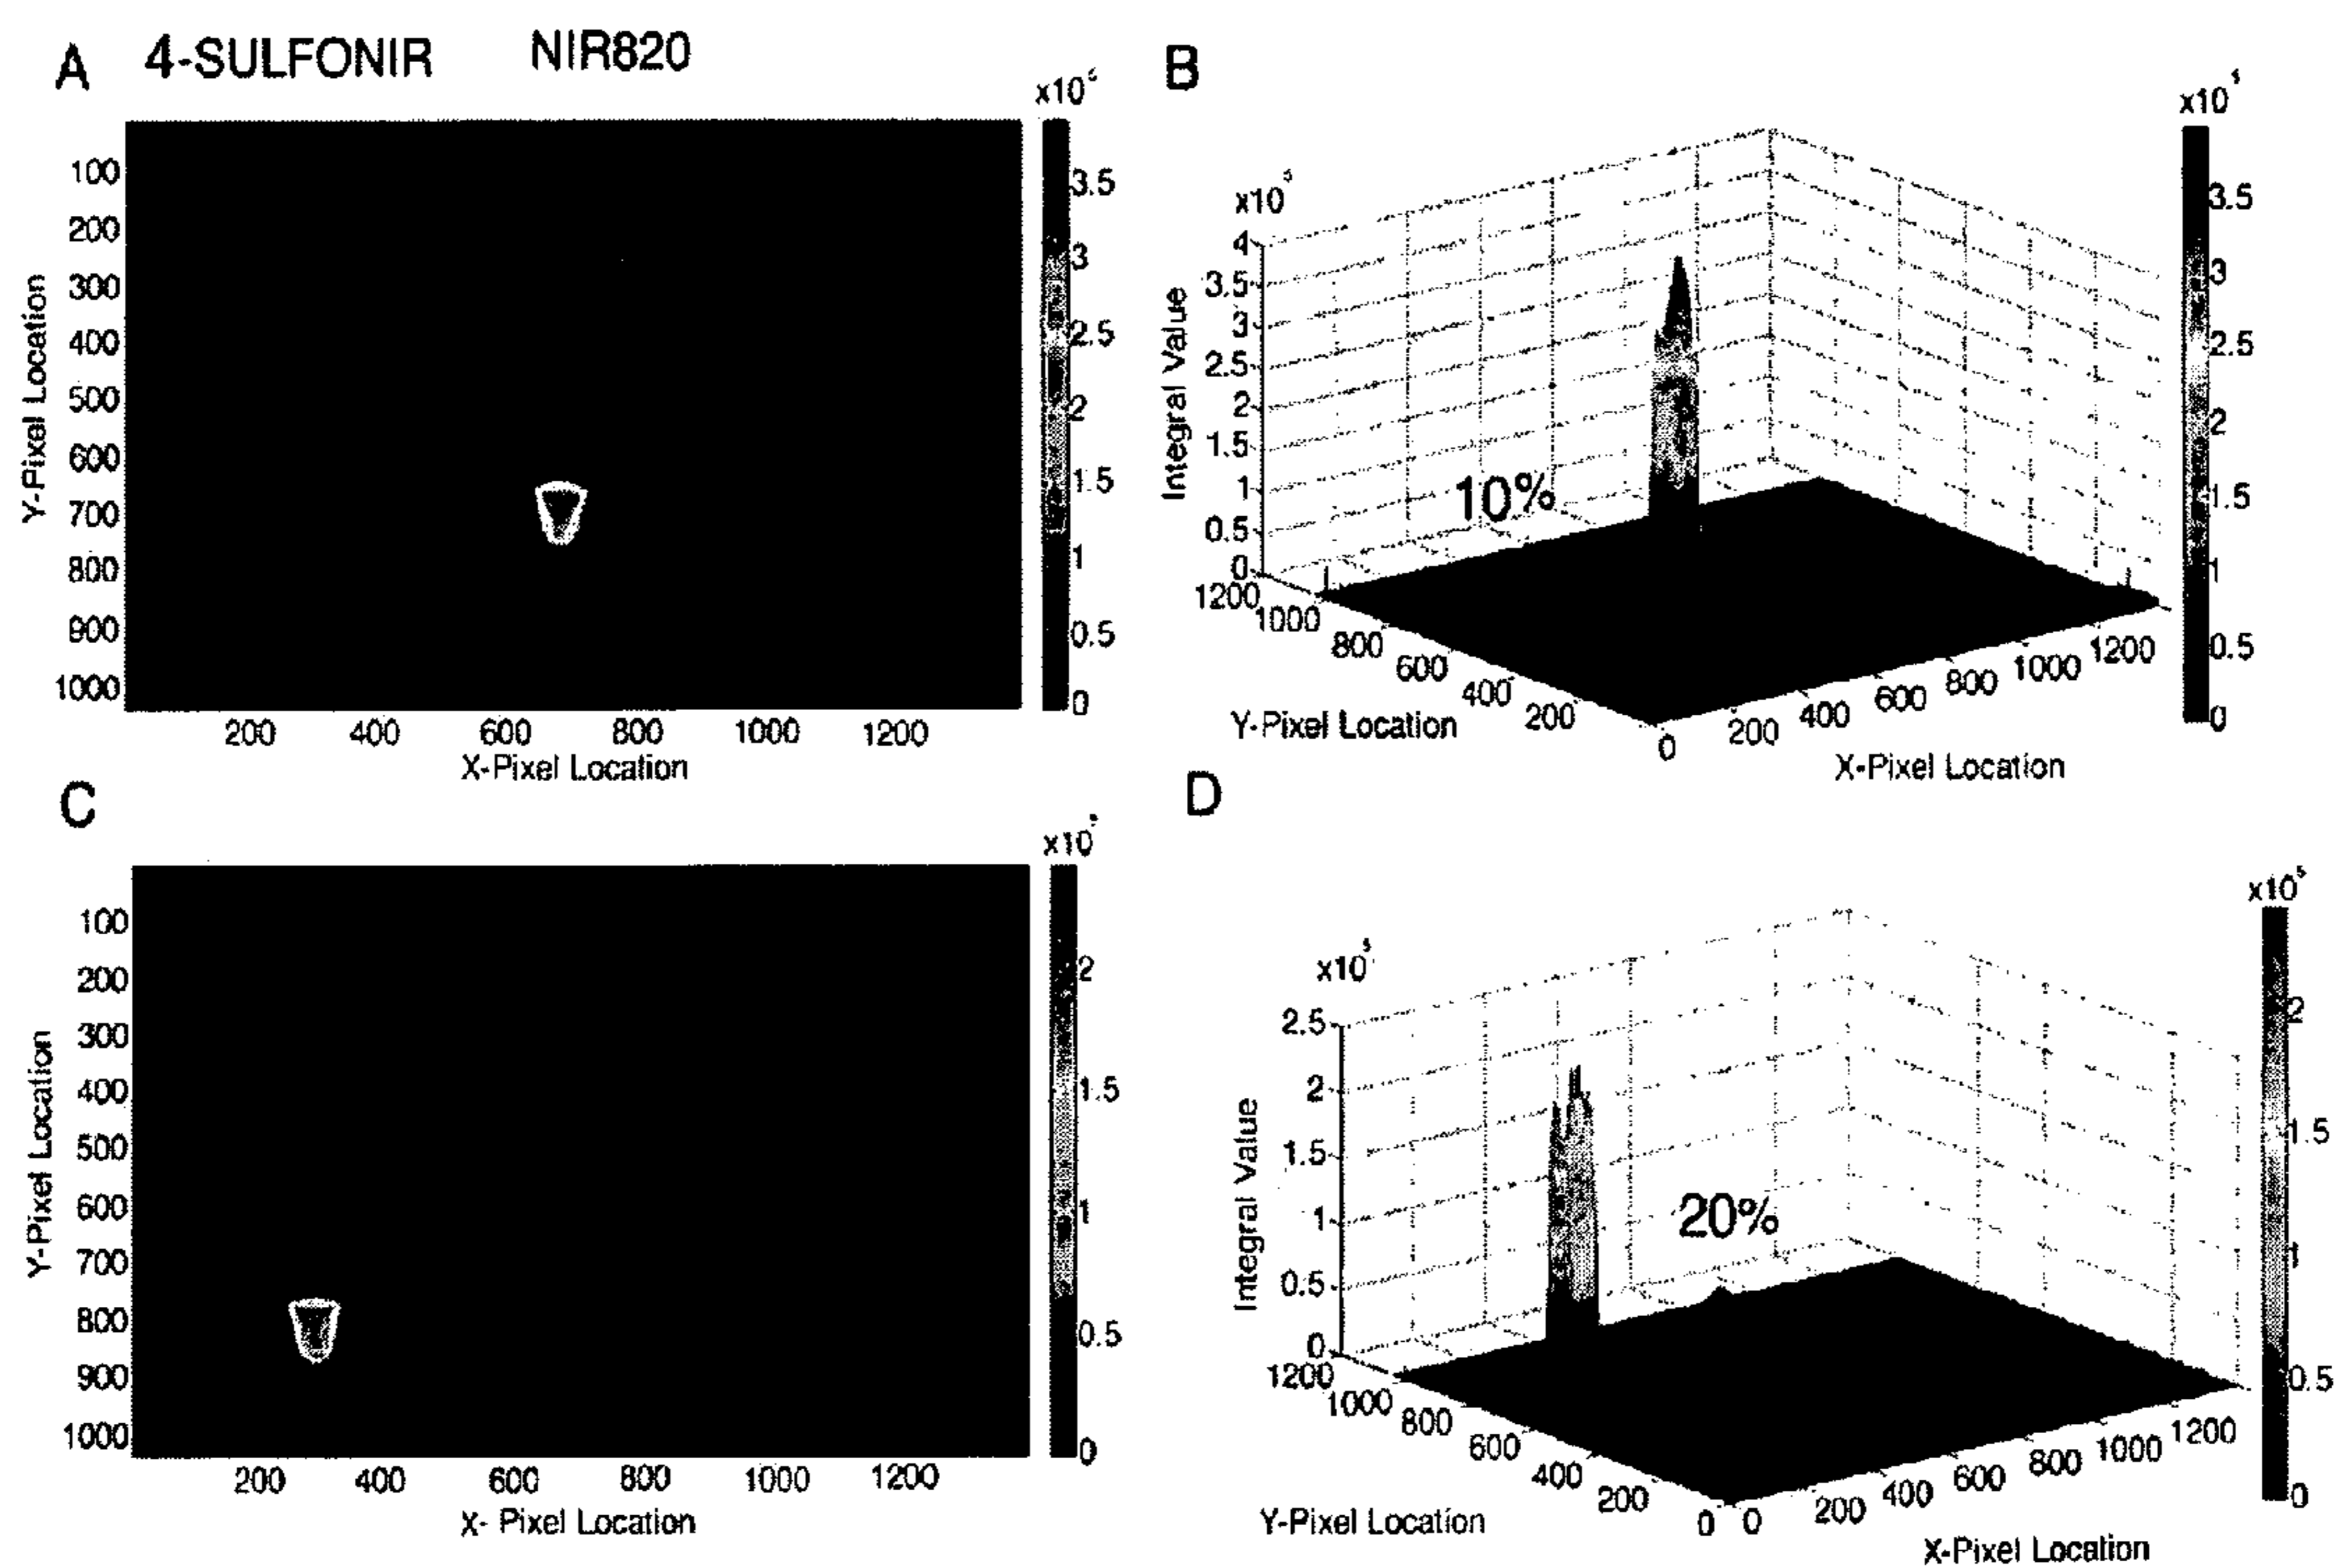 A 4-SULFONIR NIR820
x10
100
200
300
400
500
600
700
800
900
1000
Y-Pixel Location
200 400 600 800 1000 1200
X-Pixel Location
3.5
3
2.5
2
1.5
1
0.5
0
B
x10⁵
4
3.5
3
2.5
2
1.5
1
0.5
0
Integral Value
10%
1200 1000 800 600 400 200
Y-Pixel Location
0 200 400 600 800 1000 1200
X-Pixel Location
x10
3.5
3
2.5
2
1.5
1
0.5
0
C
x10
100
200
300
400
500
600
700
800
900
1000
Y-Pixel Location
200 400 600 800 1000 1200
X- Pixel Location
2
1.5
1
0.5
0
D
x10⁵
2.5
2
1.5
1
0.5
0
Integral Value
20%
1200 1000 800 600 400 200 0
Y-Pixel Location
0 200 400 600 800 1000 1200
X-Pixel Location
x10⁵
2
1.5
1
0.5
0